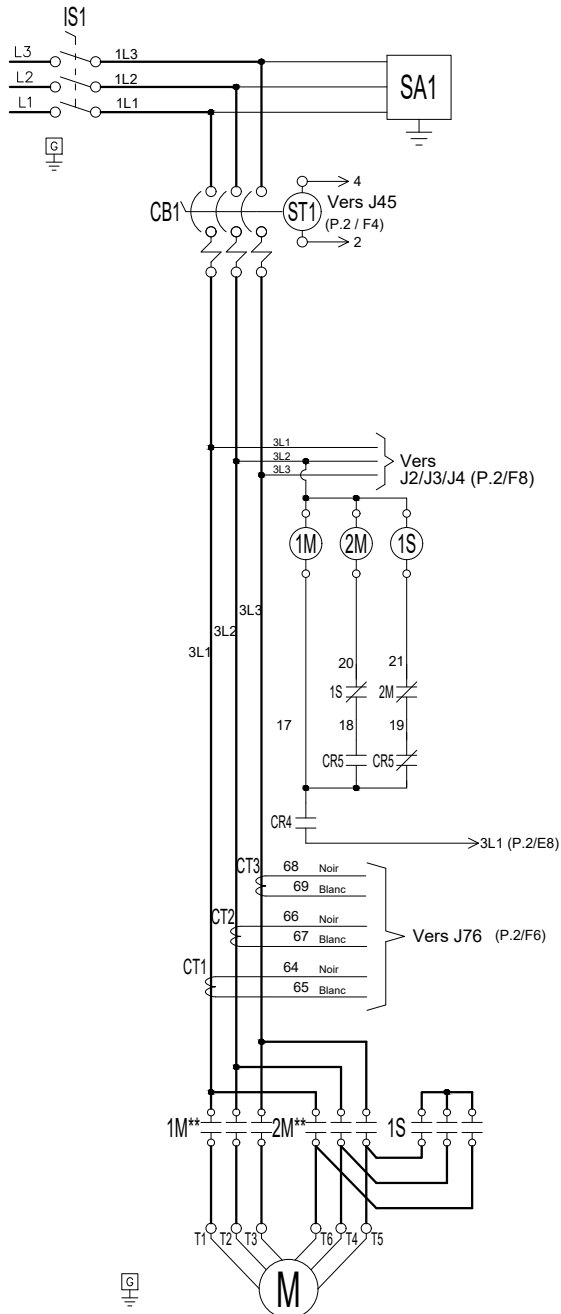 IS1
L3 1L3
L2 1L2
L1 1L1
SA1
G
CB1 ST1
4
Vers J45
(P.2 / F4)
2
3L1
3L2
3L3
Vers
J2/J3/J4 (P.2/F8)
1M 2M 1S
3L3
3L2
3L1
20 21
1S 2M
17 18 19
CR5 CR5
CR4
3L1 (P.2/E8)
CT3 68 Noir
69 Blanc
CT2 66 Noir
67 Blanc
Vers J76 (P.2/F6)
CT1 64 Noir
65 Blanc
1M** 2M** 1S
T1 T2 T3 T6 T4 T5
G
M